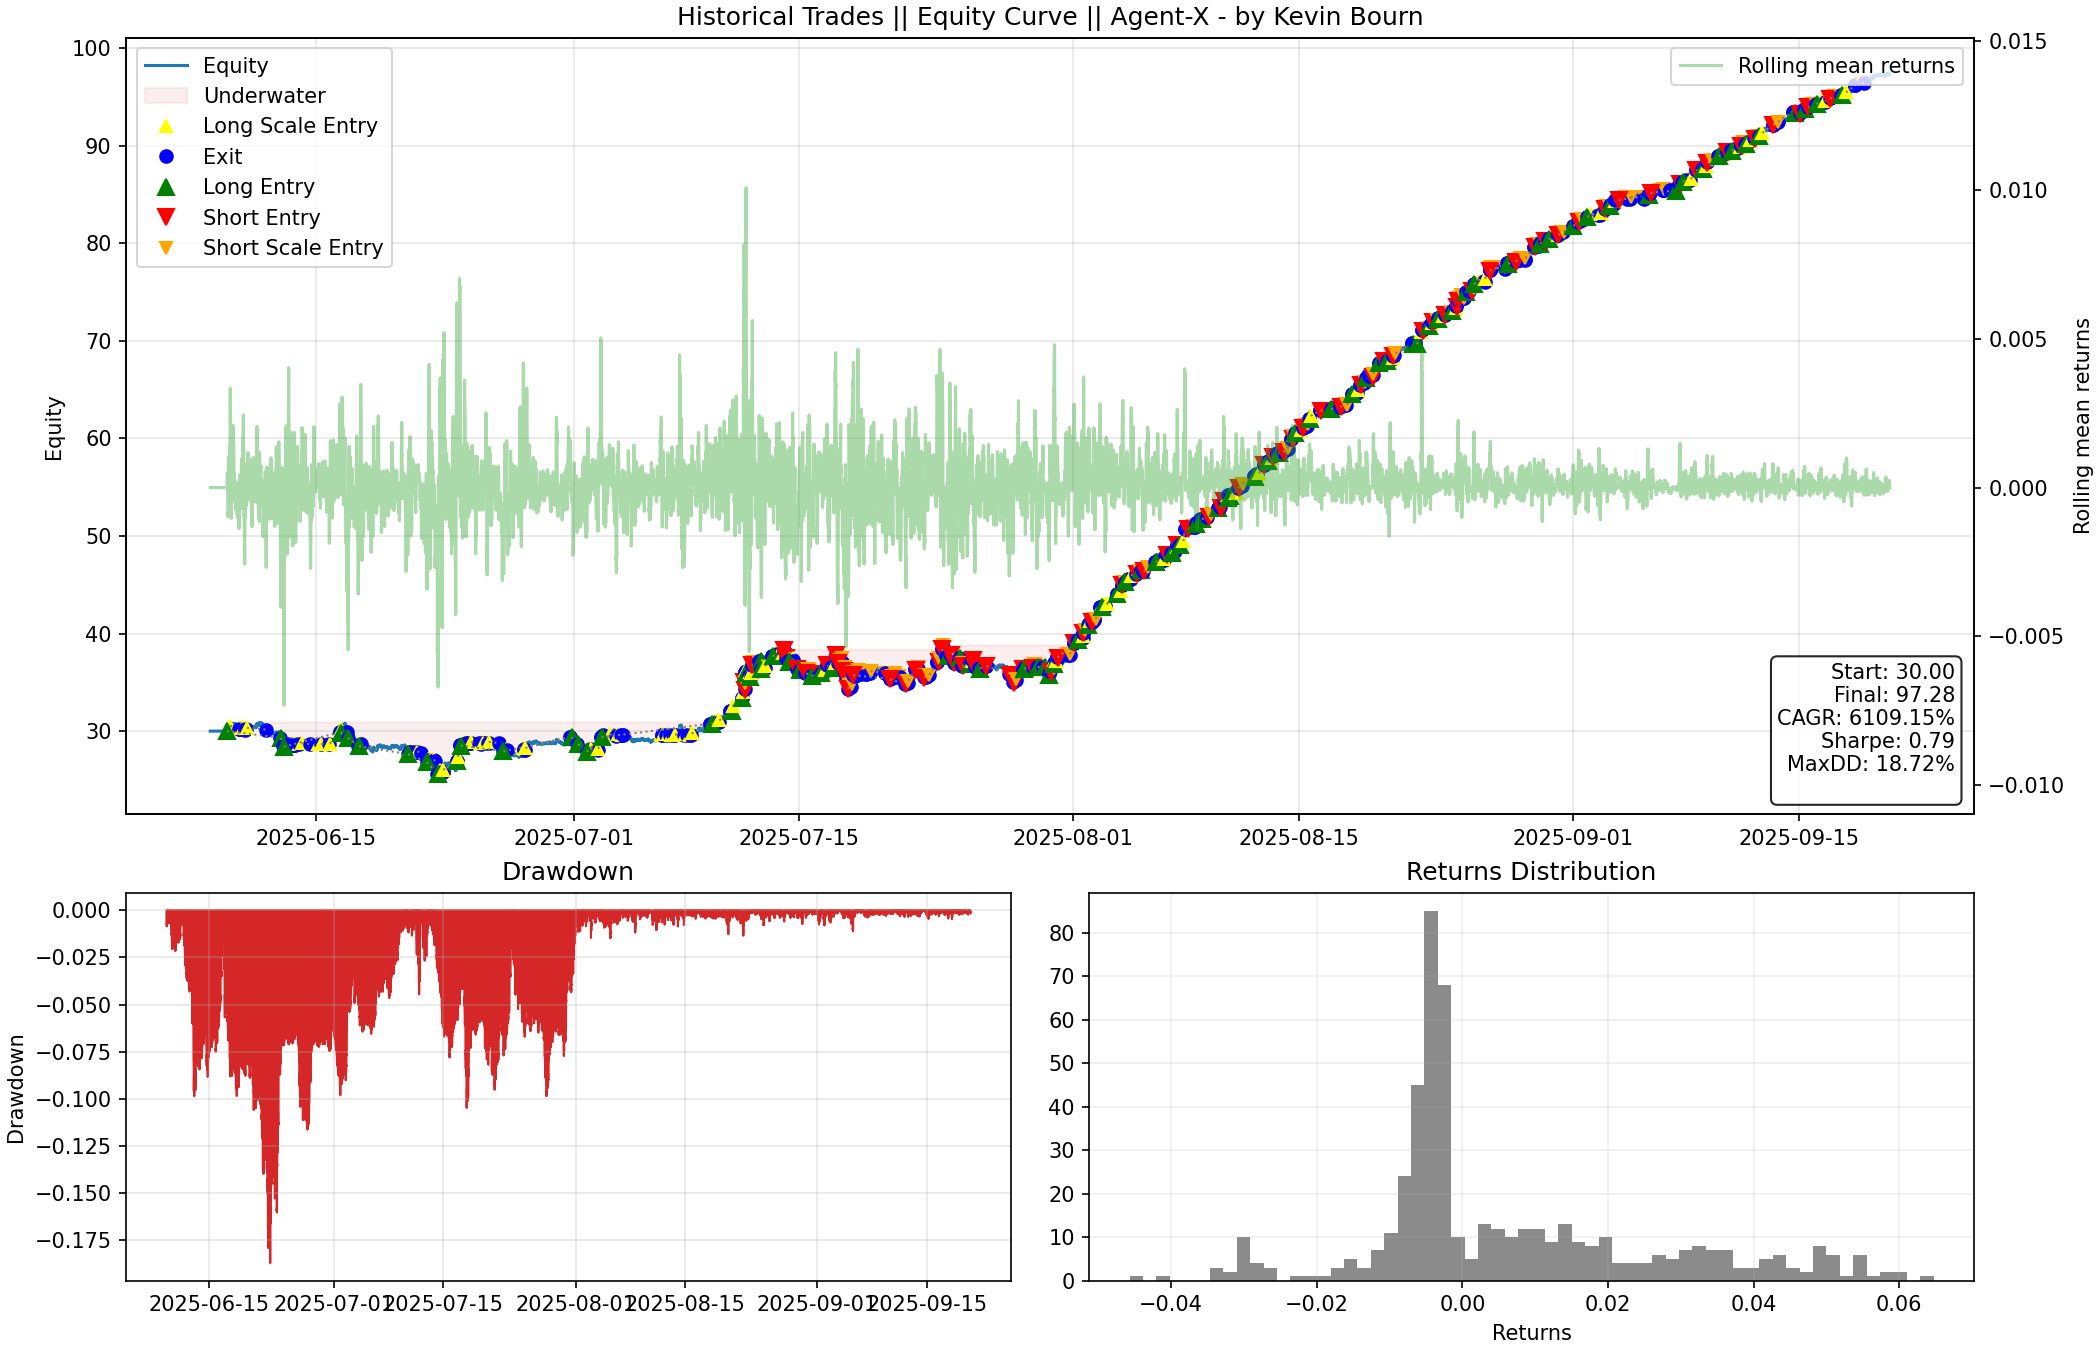 Historical Trades || Equity Curve || Agent-X - by Kevin Bourn
Equity
Underwater
Long Scale Entry
Exit
Long Entry
Short Entry
Short Scale Entry
Rolling mean returns
100
90
80
70
60
50
40
30
Equity
0.015
0.010
0.005
0.000
−0.005
−0.010
Rolling mean returns
Start: 30.00
Final: 97.28
CAGR: 6109.15%
Sharpe: 0.79
MaxDD: 18.72%
2025-06-15 2025-07-01 2025-07-15 2025-08-01 2025-08-15 2025-09-01 2025-09-15
Drawdown
0.000
−0.025
−0.050
−0.075
−0.100
−0.125
−0.150
−0.175
Drawdown
2025-06-15 2025-07-01 2025-07-15 2025-08-01 2025-08-15 2025-09-01 2025-09-15
Returns Distribution
80
70
60
50
40
30
20
10
0
−0.04 −0.02 0.00 0.02 0.04 0.06
Returns